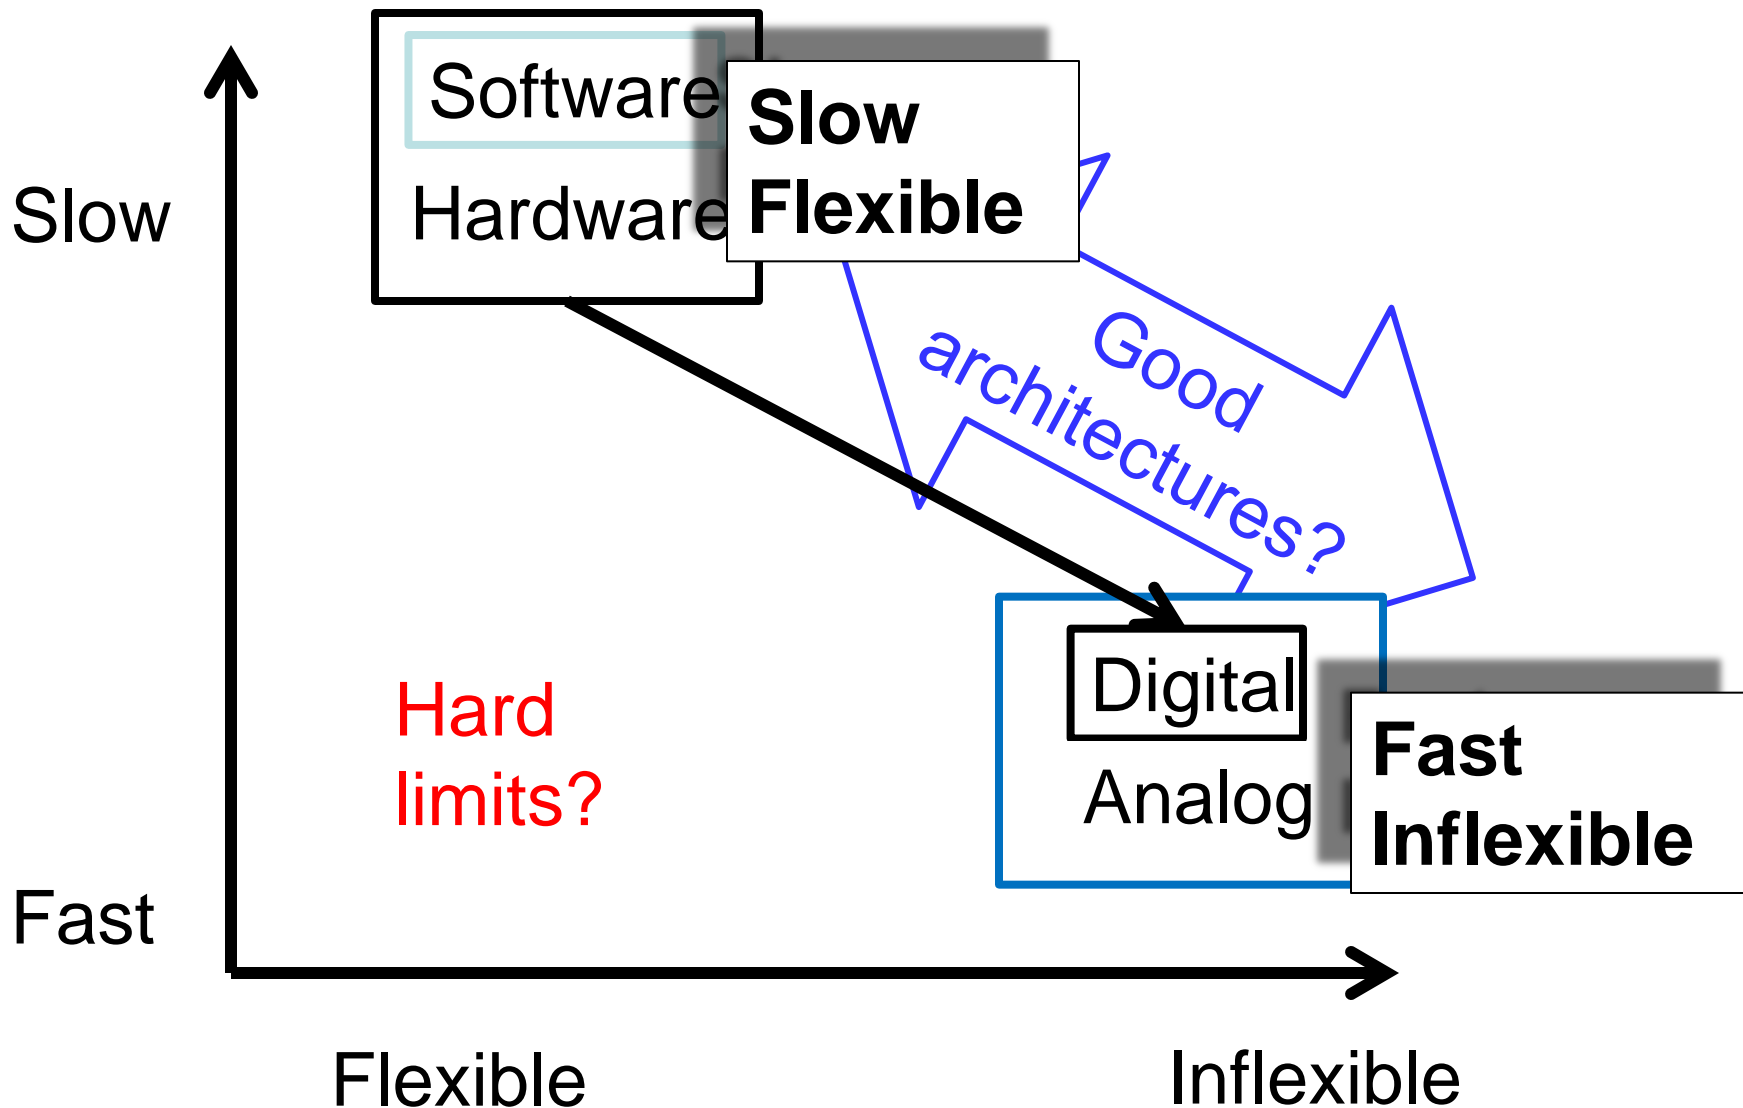 Software
Slow
Flexible
Hardware
Slow
Good
architectures?
Hard
limits?
Digital
Analog
Fast
Inflexible
Fast
Flexible
Inflexible